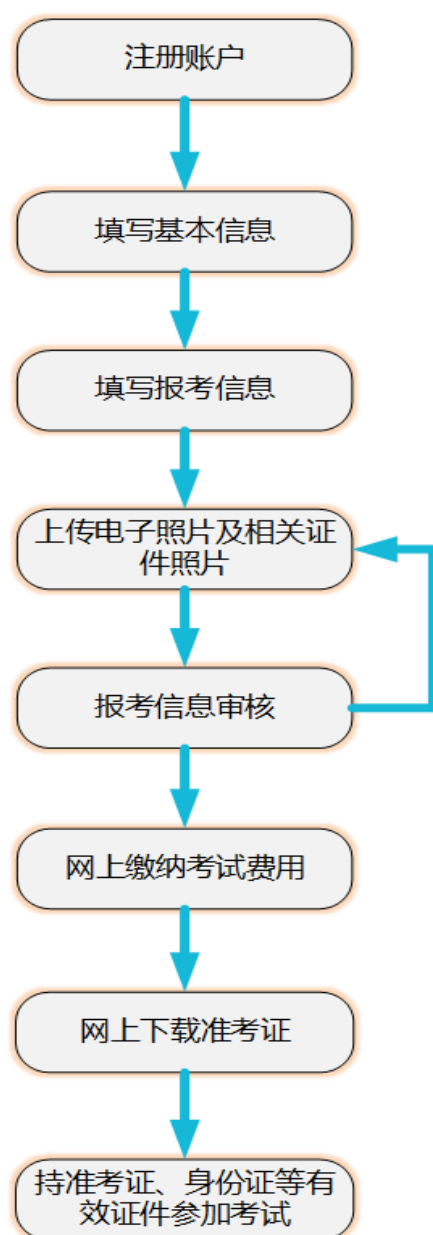 注册账户
填写基本信息
填写报考信息
上传电子照片及相关证
件照片
报考信息审核
网上缴纳考试费用
网上下载准考证
持准考证、身份证等有
效证件参加考试